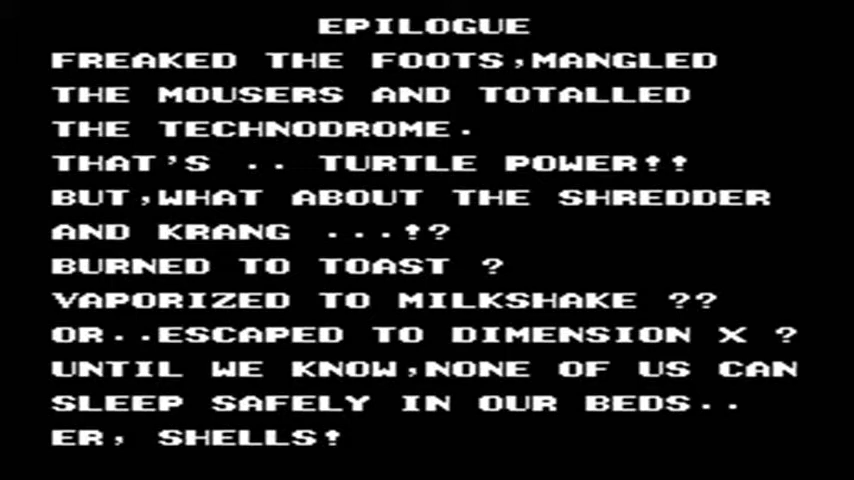 EPILOGUE
FREAKED THE FOOTS,MANGLED
THE MOUSERS AND TOTALLED
THE TECHNODROME.
THAT'S .. TURTLE POWER!!
BUT,WHAT ABOUT THE SHREDDER
AND KRANG ...!?
BURNED TO TOAST ?
VAPORIZED TO MILKSHAKE ??
OR..ESCAPED TO DIMENSION X ?
UNTIL WE KNOW,NONE OF US CAN
SLEEP SAFELY IN OUR BEDS..
ER, SHELLS!